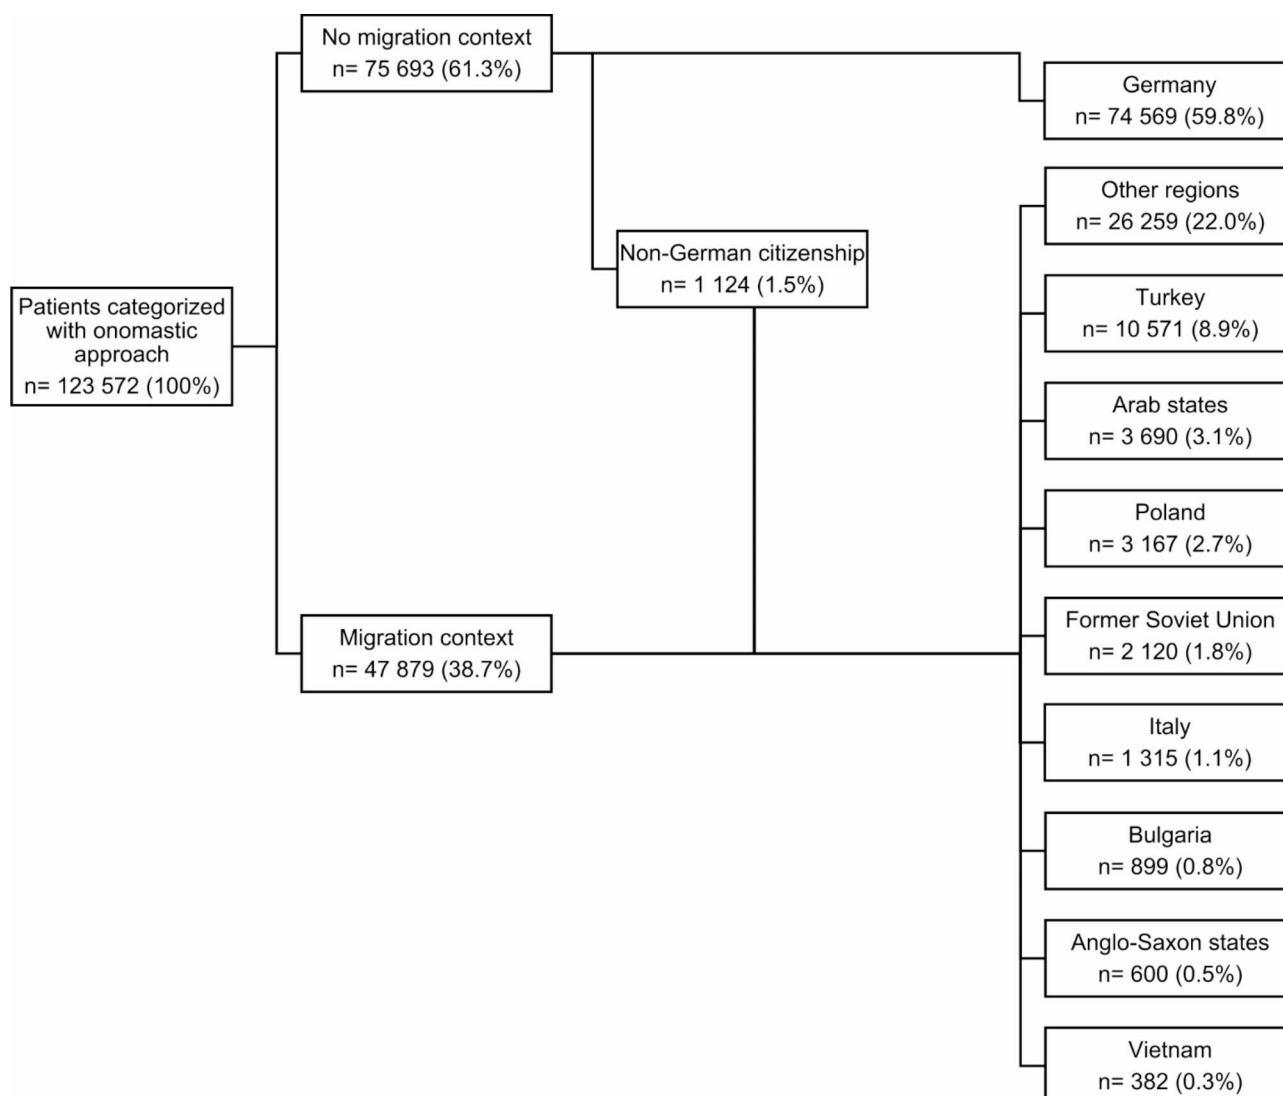 No migration context
n= 75 693 (61.3%)
Germany
n= 74 569 (59.8%)
Other regions
n= 26 259 (22.0%)
Non-German citizenship
n= 1 124 (1.5%)
Turkey
n= 10 571 (8.9%)
Patients categorized
with onomastic
approach
n= 123 572 (100%)
Arab states
n= 3 690 (3.1%)
Poland
n= 3 167 (2.7%)
Former Soviet Union
n= 2 120 (1.8%)
Migration context
n= 47 879 (38.7%)
Italy
n= 1 315 (1.1%)
Bulgaria
n= 899 (0.8%)
Anglo-Saxon states
n= 600 (0.5%)
Vietnam
n= 382 (0.3%)